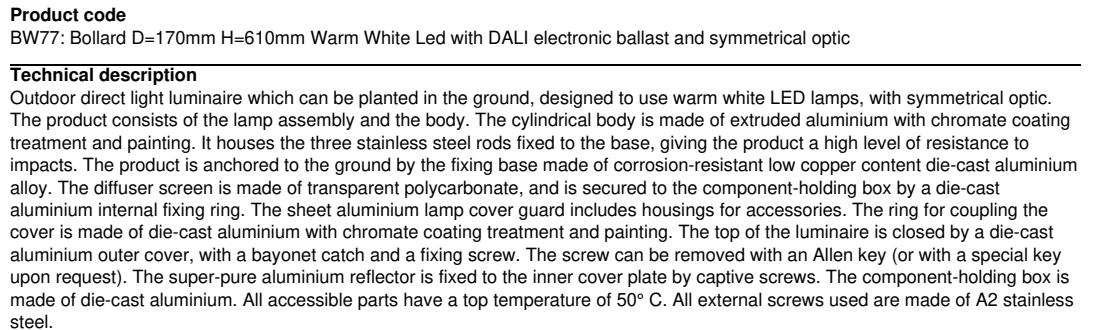 Product code
BW77: Bollard D=170mm H=610mm Warm White Led with DALI electronic ballast and symmetrical optic
Technical description
Outdoor direct light luminaire which can be planted in the ground, designed to use warm white LED lamps, with symmetrical optic.
The product consists of the lamp assembly and the body. The cylindrical body is made of extruded aluminium with chromate coating
treatment and painting. It houses the three stainless steel rods fixed to the base, giving the product a high level of resistance to
impacts. The product is anchored to the ground by the fixing base made of corrosion-resistant low copper content die-cast aluminium
alloy. The diffuser screen is made of transparent polycarbonate, and is secured to the component-holding box by a die-cast
aluminium internal fixing ring. The sheet aluminium lamp cover guard includes housings for accessories. The ring for coupling the
cover is made of die-cast aluminium with chromate coating treatment and painting. The top of the luminaire is closed by a die-cast
aluminium outer cover, with a bayonet catch and a fixing screw. The screw can be removed with an Allen key (or with a special key
upon request). The super-pure aluminium reflector is fixed to the inner cover plate by captive screws. The component-holding box is
made of die-cast aluminium. All accessible parts have a top temperature of 50° C. All external screws used are made of A2 stainless
steel.